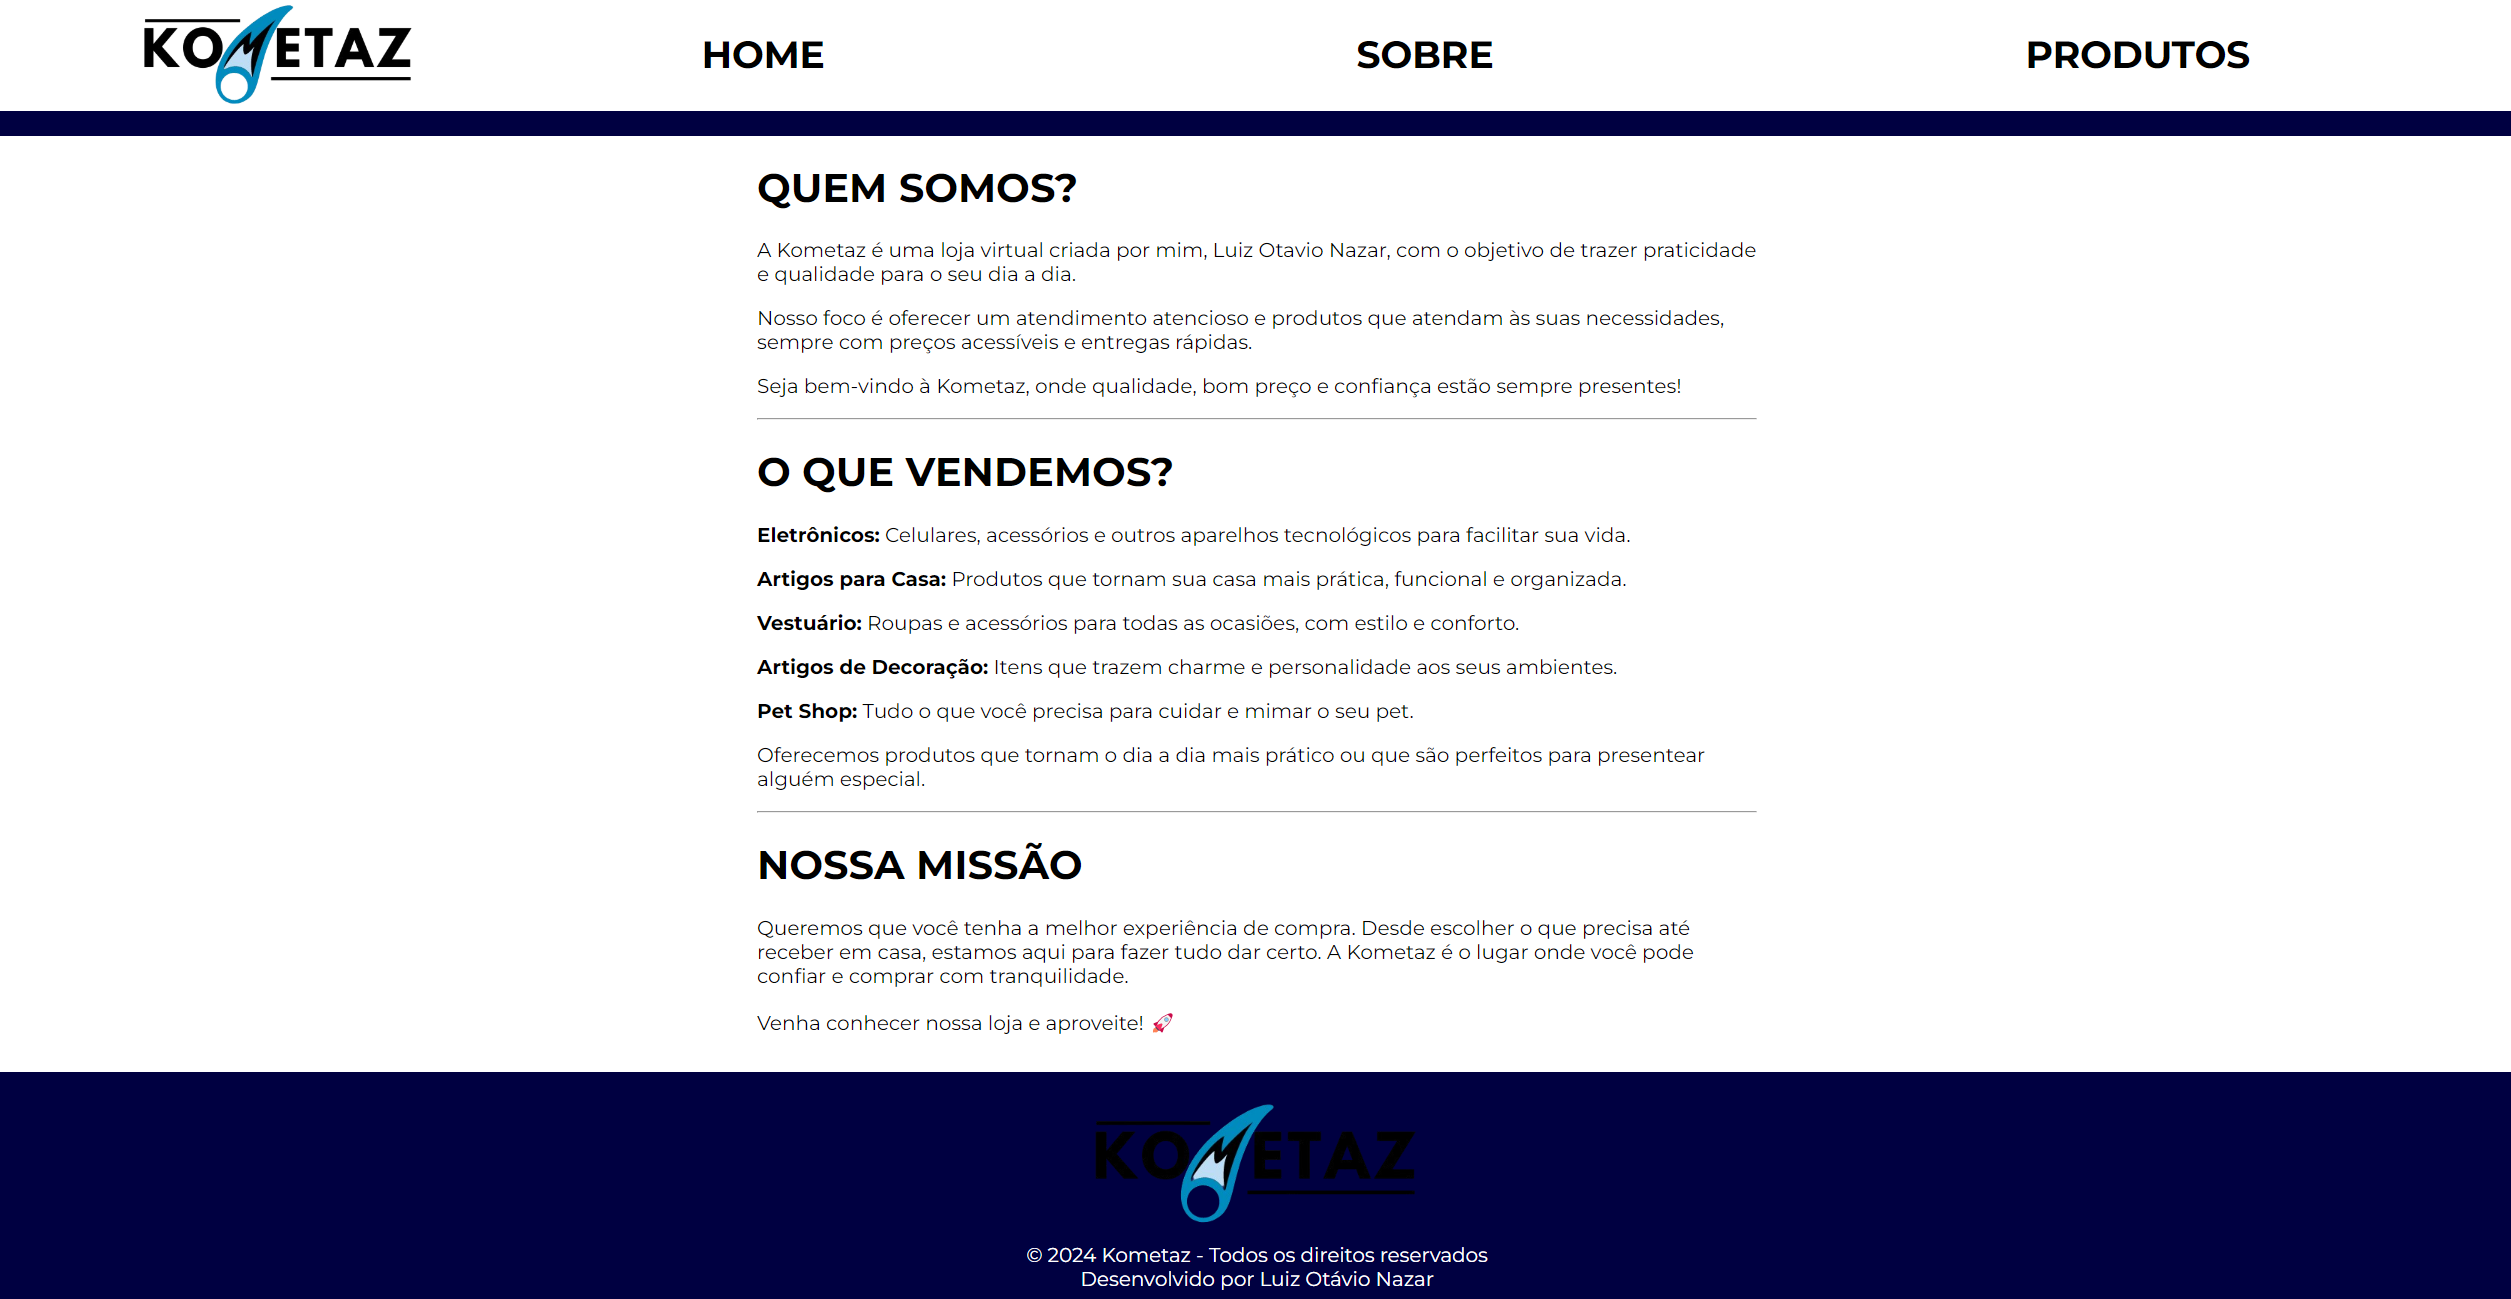 KOMETAZ
HOME
SOBRE
PRODUTOS
QUEM SOMOS?
A Kometaz é uma loja virtual criada por mim, Luiz Otavio Nazar, com o objetivo de trazer praticidade
e qualidade para o seu dia a dia.
Nosso foco é oferecer um atendimento atencioso e produtos que atendam às suas necessidades,
sempre com preços acessíveis e entregas rápidas.
Seja bem-vindo à Kometaz, onde qualidade, bom preço e confiança estão sempre presentes!
O QUE VENDEMOS?
Eletrônicos: Celulares, acessórios e outros aparelhos tecnológicos para facilitar sua vida.
Artigos para Casa: Produtos que tornam sua casa mais prática, funcional e organizada.
Vestuário: Roupas e acessórios para todas as ocasiões, com estilo e conforto.
Artigos de Decoração: Itens que trazem charme e personalidade aos seus ambientes.
Pet Shop: Tudo o que você precisa para cuidar e mimar o seu pet.
Oferecemos produtos que tornam o dia a dia mais prático ou que são perfeitos para presentear
alguém especial.
NOSSA MISSÃO
Queremos que você tenha a melhor experiência de compra. Desde escolher o que precisa até
receber em casa, estamos aqui para fazer tudo dar certo. A Kometaz é o lugar onde você pode
confiar e comprar com tranquilidade.
Venha conhecer nossa loja e aproveite! 🚀
KOMETAZ
© 2024 Kometaz - Todos os direitos reservados
Desenvolvido por Luiz Otávio Nazar